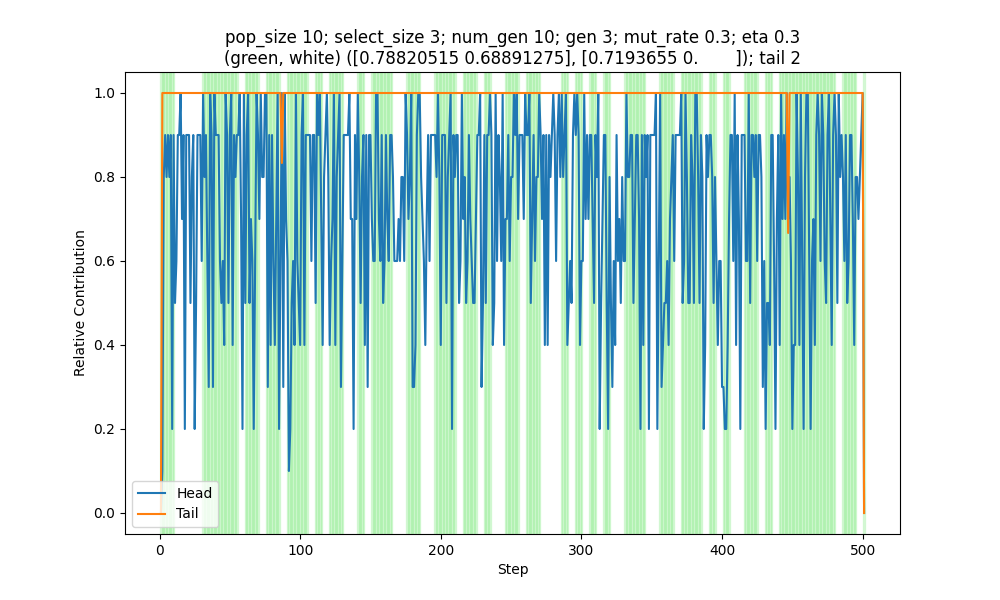 pop_size 10; select_size 3; num_gen 10; gen 3; mut_rate 0.3; eta 0.3
(green, white) ([0.78820515 0.68891275], [0.7193655 0.        ]); tail 2
1.0
0.8
0.6
0.4
0.2
0.0
Relative Contribution
Head
Tail
0
100
200
300
400
500
Step